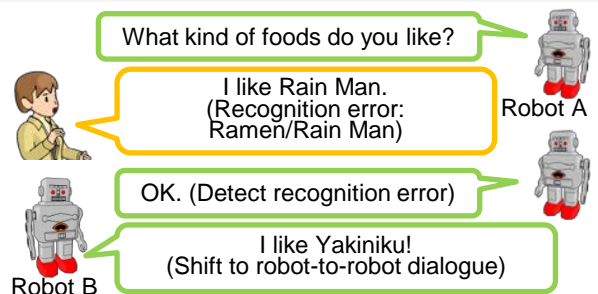 What kind of foods do you like?
Robot A
I like Rain Man.
(Recognition error:
Ramen/Rain Man)
OK. (Detect recognition error)
I like Yakiniku!
(Shift to robot-to-robot dialogue)
Robot B